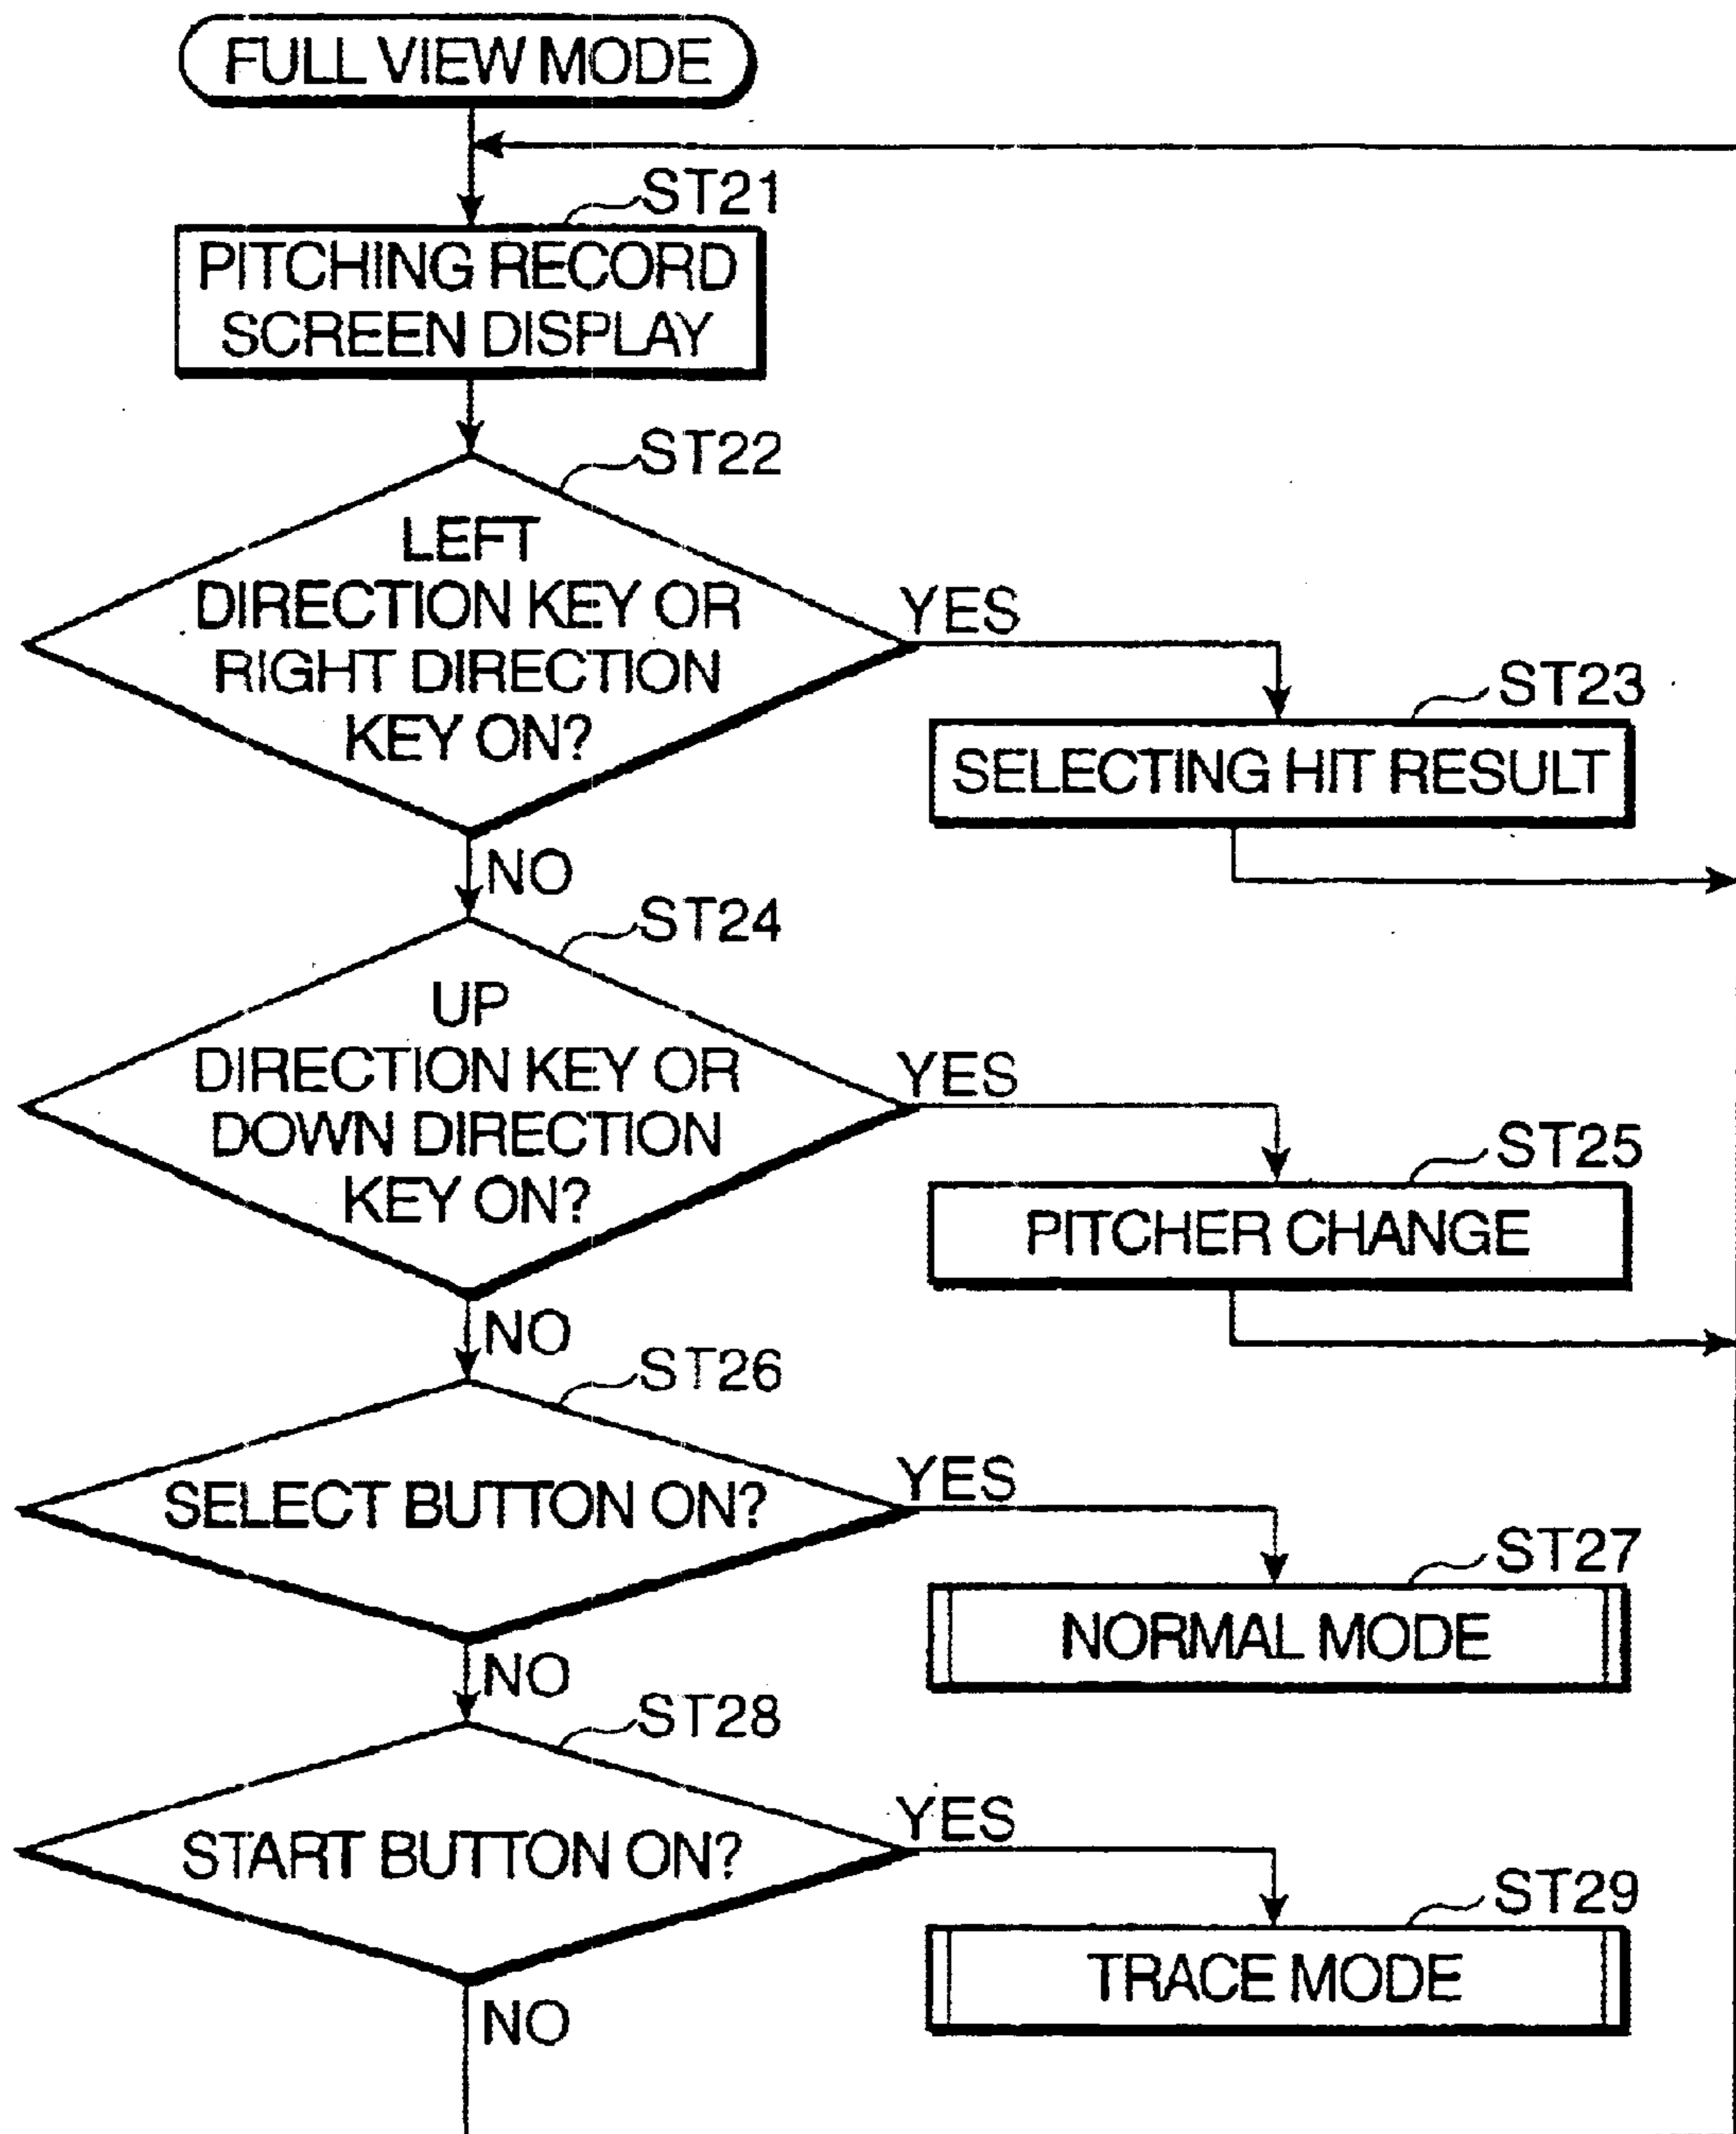 FULL VIEW MODE
ST21
PITCHING RECORD
SCREEN DISPLAY
ST22
LEFT
DIRECTION KEY OR
RIGHT DIRECTION
KEY ON?
YES
ST23
SELECTING HIT RESULT
NO
ST24
UP
DIRECTION KEY OR
DOWN DIRECTION
KEY ON?
YES
ST25
PITCHER CHANGE
NO
ST26
SELECT BUTTON ON?
YES
ST27
NORMAL MODE
NO
ST28
START BUTTON ON?
YES
ST29
TRACE MODE
NO